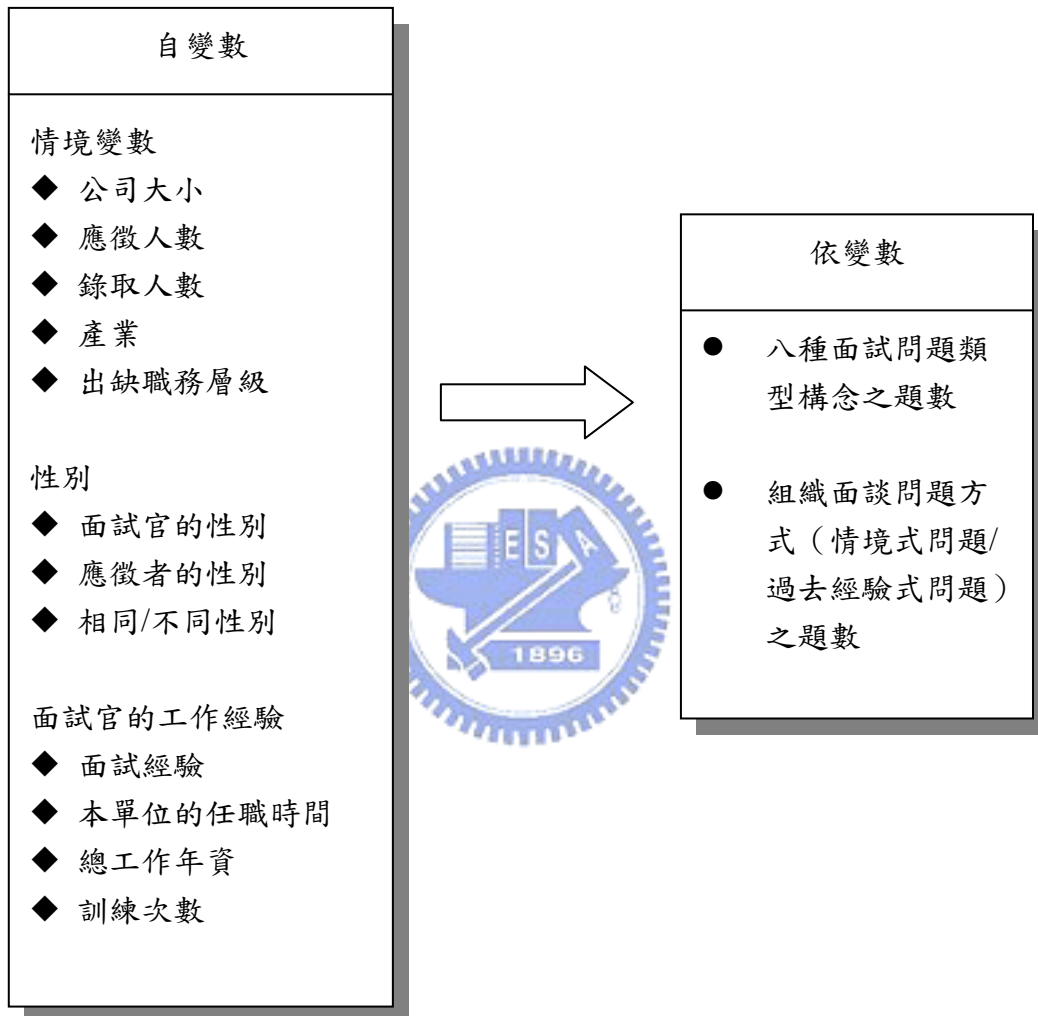 自變數
情境變數
◆ 公司大小
◆ 應徵人數
◆ 錄取人數
◆ 產業
◆ 出缺職務層級
性別
◆ 面試官的性別
◆ 應徵者的性別
◆ 相同/不同性別
面試官的工作經驗
◆ 面試經驗
◆ 本單位的任職時間
◆ 總工作年資
◆ 訓練次數
依變數
● 八種面試問題類
型構念之題數
● 組織面談問題方
式（情境式問題/
過去經驗式問題）
之題數
E S A
1896